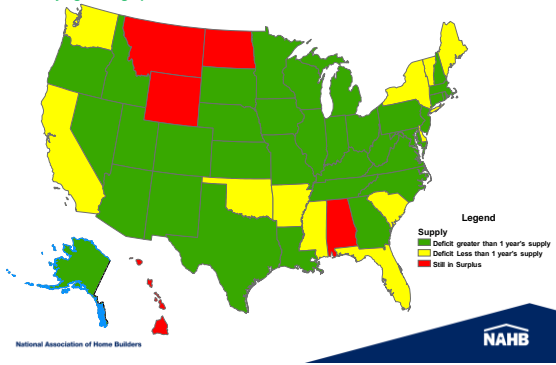 Legend
Supply
Deficit greater than 1 year's supply
Deficit Less than 1 year's supply
Still in Surplus
National Association of Home Builders
NAHB